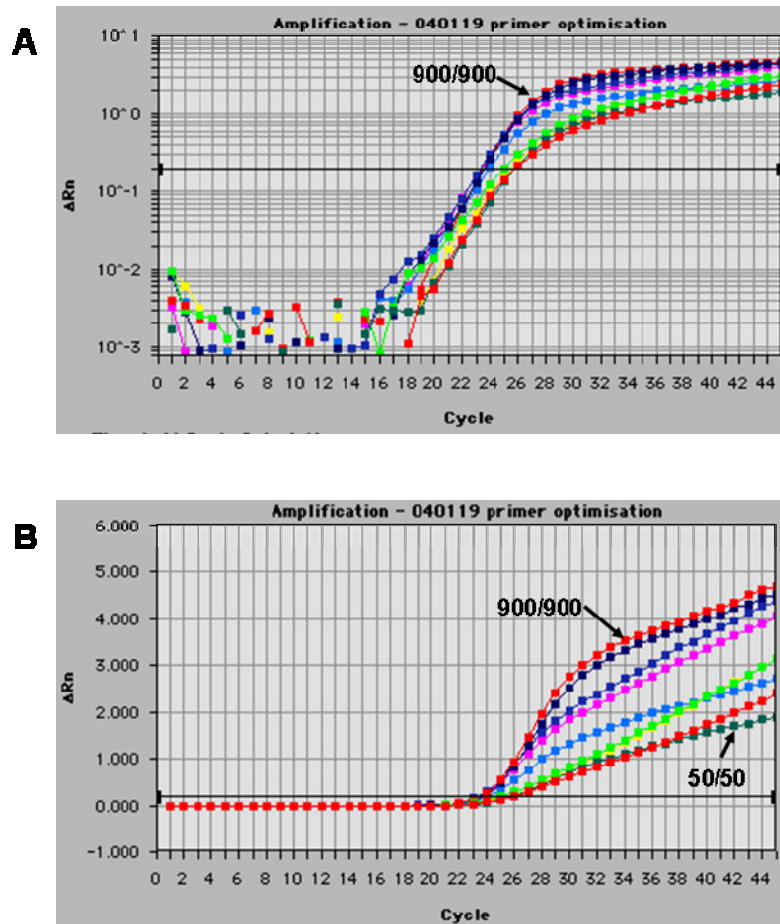 A
Amplification - 040119 primer optimisation
10^1
900/900
10^0
ΔRn
10^-1
10^-2
10^-3
0 2 4 6 8 10 12 14 16 18 20 22 24 26 28 30 32 34 36 38 40 42 44
Cycle
B
Amplification - 040119 primer optimisation
6.000
5.000
900/900
4.000
3.000
ΔRn
2.000
1.000
50/50
0.000
-1.000
0 2 4 6 8 10 12 14 16 18 20 22 24 26 28 30 32 34 36 38 40 42 44
Cycle